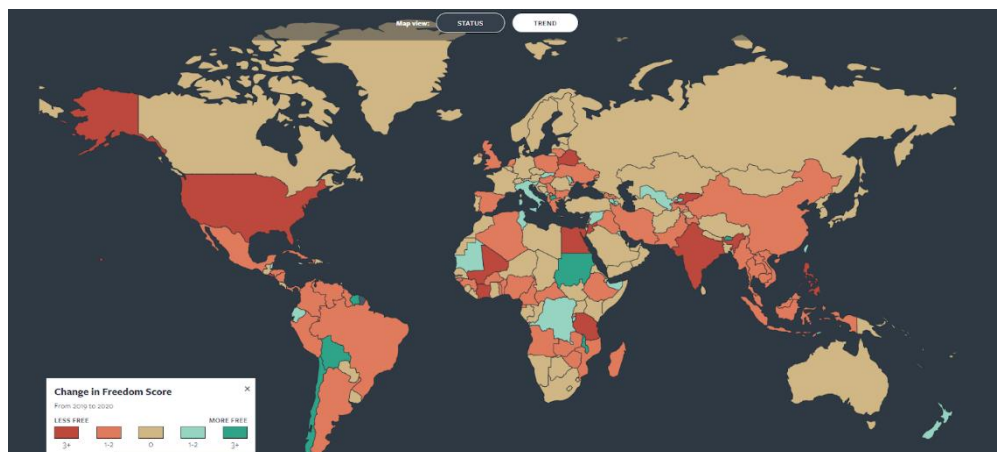 Map view: STATUS TREND
Change in Freedom Score ×
From 2019 to 2020
LESS FREE MORE FREE
3+ 1-2 0 1-2 3+